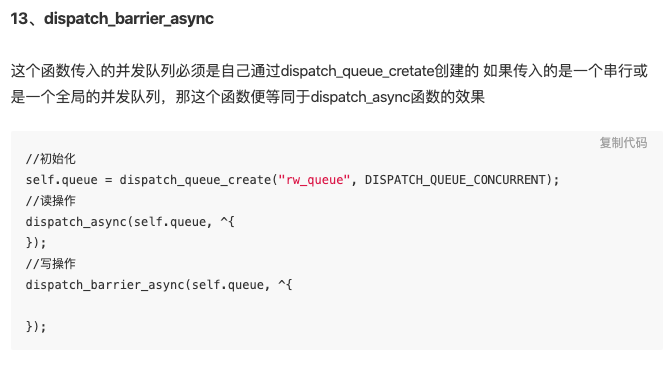 13、dispatch_barrier_async
这个函数传入的并发队列必须是自己通过dispatch_queue_cretate创建的 如果传入的是一个串行或
是一个全局的并发队列，那这个函数便等同于dispatch_async函数的效果
复制代码
//初始化
self.queue = dispatch_queue_create("rw_queue", DISPATCH_QUEUE_CONCURRENT);
//读操作
dispatch_async(self.queue, ^{
});
//写操作
dispatch_barrier_async(self.queue, ^{
});